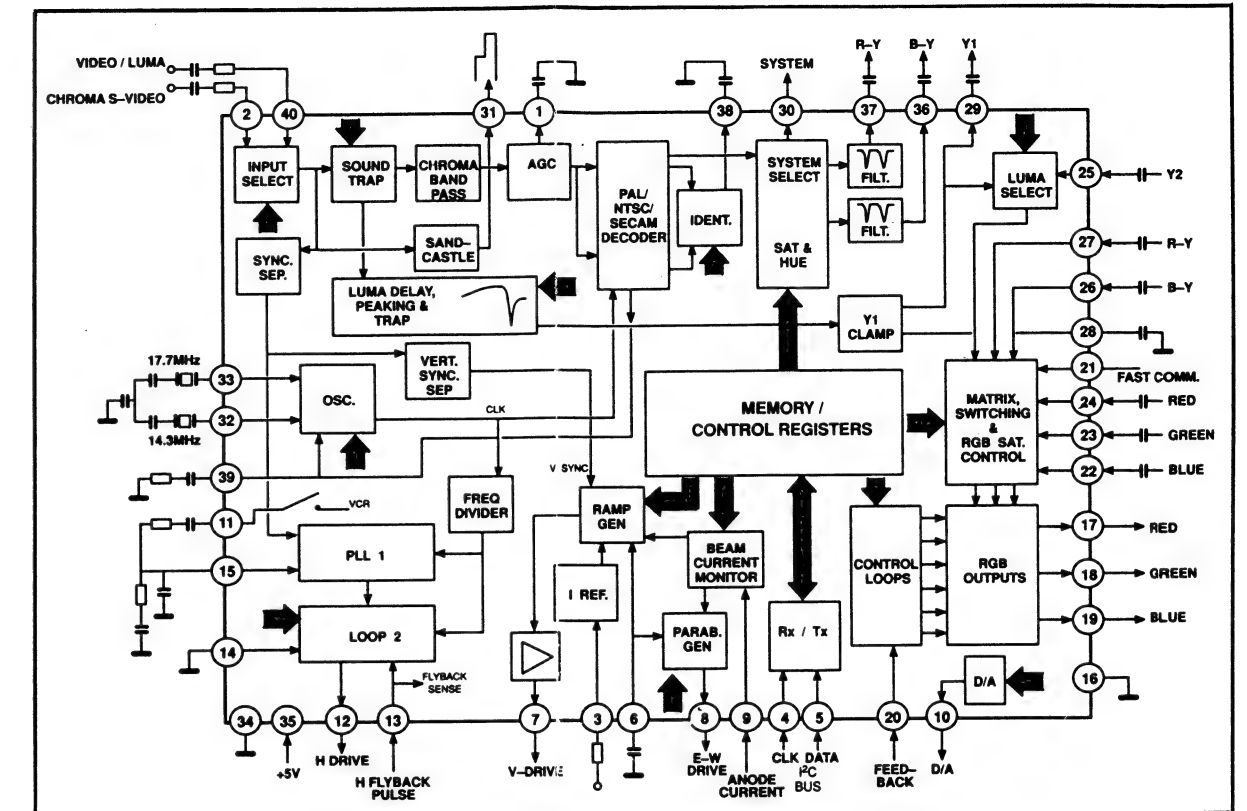 VIDEO / LUMA
CHROMA S–VIDEO
R–Y
B–Y
Y1
SYSTEM
2
40
31
1
38
30
37
36
29
INPUT
SELECT
SOUND
TRAP
CHROMA
BAND
PASS
AGC
PAL/
NTSC/
SECAM
DECODER
IDENT.
SYSTEM
SELECT
SAT &
HUE
FILT.
FILT.
LUMA
SELECT
25
Y2
SYNC.
SEP.
SAND–
CASTLE
LUMA DELAY,
PEAKING &
TRAP
Y1
CLAMP
27
R–Y
26
B–Y
28
21
FAST COMM.
17.7MHz
33
32
14.3MHz
OSC.
VERT.
SYNC.
SEP
CLK
MEMORY /
CONTROL REGISTERS
MATRIX,
SWITCHING
&
RGB SAT.
CONTROL
24
RED
23
GREEN
22
BLUE
39
11
VCR
V SYNC
FREQ
DIVIDER
RAMP
GEN
BEAM
CURRENT
MONITOR
CONTROL
LOOPS
RGB
OUTPUTS
17
RED
18
GREEN
19
BLUE
15
PLL 1
I REF.
PARAB.
GEN
Rx / Tx
14
LOOP 2
FLYBACK
SENSE
D/A
16
34
35
12
13
7
3
6
8
9
4
5
20
10
+5V
H DRIVE
H FLYBACK
PULSE
V–DRIVE
E–W
DRIVE
ANODE
CURRENT
CLK DATA
I²C
BUS
FEED–
BACK
D/A